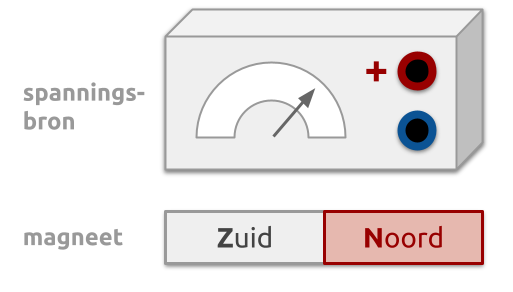 spannings-
bron
+
magneet
Zuid
Noord